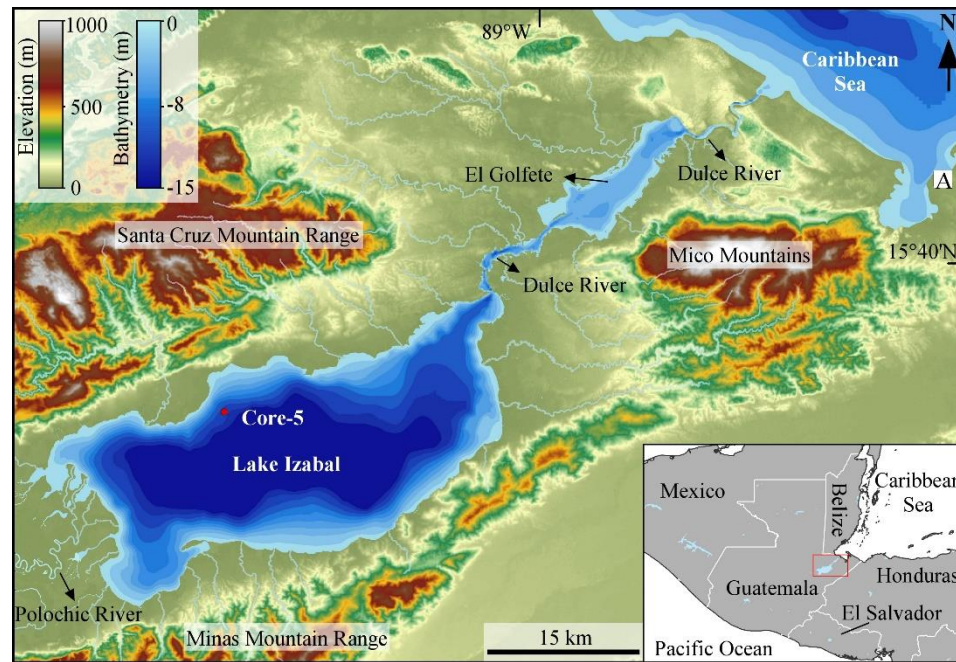 Elevation (m)
1000
500
0
Bathymetry (m)
-0
-8
-15
89°W
N
Caribbean
Sea
A
El Golfete
Dulce River
Santa Cruz Mountain Range
Mico Mountains
15°40'N
Dulce River
Core-5
Lake Izabal
Polochic River
Minas Mountain Range
15 km
Mexico
Belize
Caribbean
Sea
Guatemala
Honduras
El Salvador
Pacific Ocean